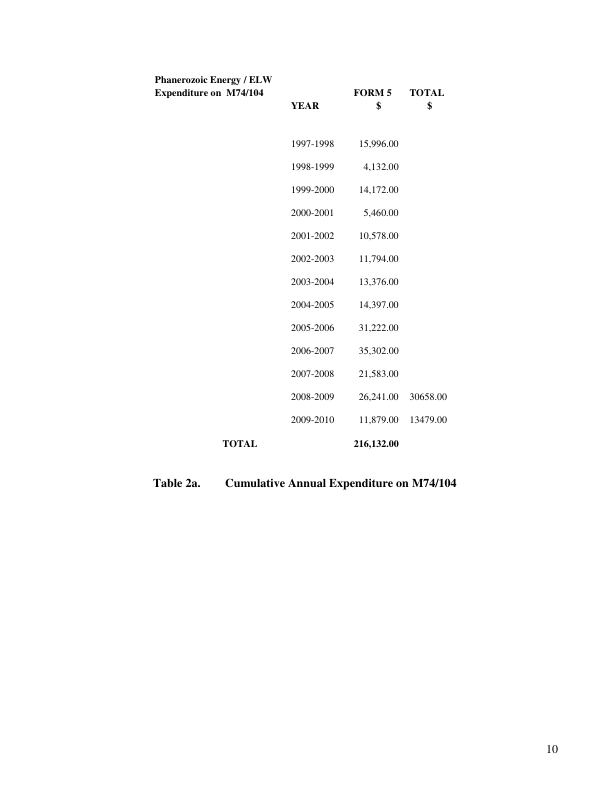 Phanerozoic Energy / ELW
Expenditure on M74/104 FORM 5 TOTAL
YEAR $ $
1997-1998 15,996.00
1998-1999 4,132.00
1999-2000 14,172.00
2000-2001 5,460.00
2001-2002 10,578.00
2002-2003 11,794.00
2003-2004 13,376.00
2004-2005 14,397.00
2005-2006 31,222.00
2006-2007 35,302.00
2007-2008 21,583.00
2008-2009 26,241.00 30658.00
2009-2010 11,879.00 13479.00
TOTAL 216,132.00
Table 2a. Cumulative Annual Expenditure on M74/104
10